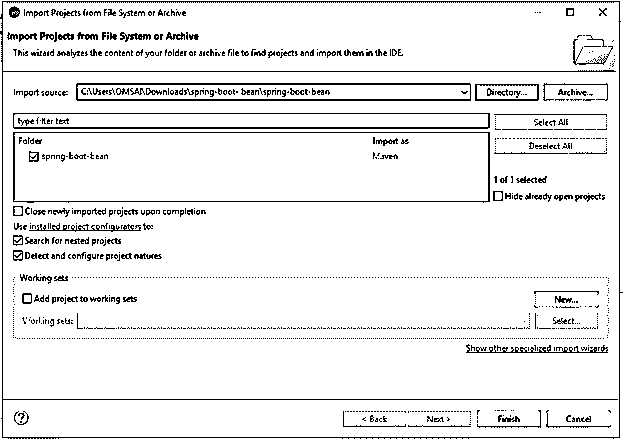 Import Projects from File System or Archive
Import Projects from File System or Archive
This wizard analyzes the content of your folder or archive file to find projects and import them in the IDE.
Import source: C:\Users\OMSAI\Downloads\spring-boot- bean\spring-boot-bean Directory... Archive...
type filter text Select All
Folder Import as Deselect All
spring-boot-bean Maven
1 of 1 selected
Hide already open projects
Close newly imported projects upon completion
Use installed project configurators to:
Search for nested projects
Detect and configure project natures
Working sets
Add project to working sets New...
Working sets: Select...
Show other specialized import wizards
? < Back Next > Finish Cancel